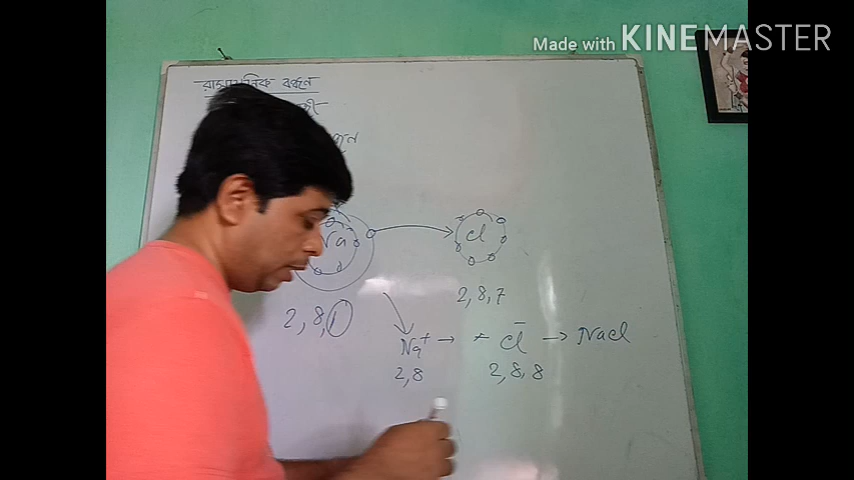 Made with KINEMASTER
রাসায়নিক বন্ধন
Na Cl
2, 8, 7
2, 8, 1
Na⁺ → + Cl⁻ → NaCl
2, 8 2, 8, 8